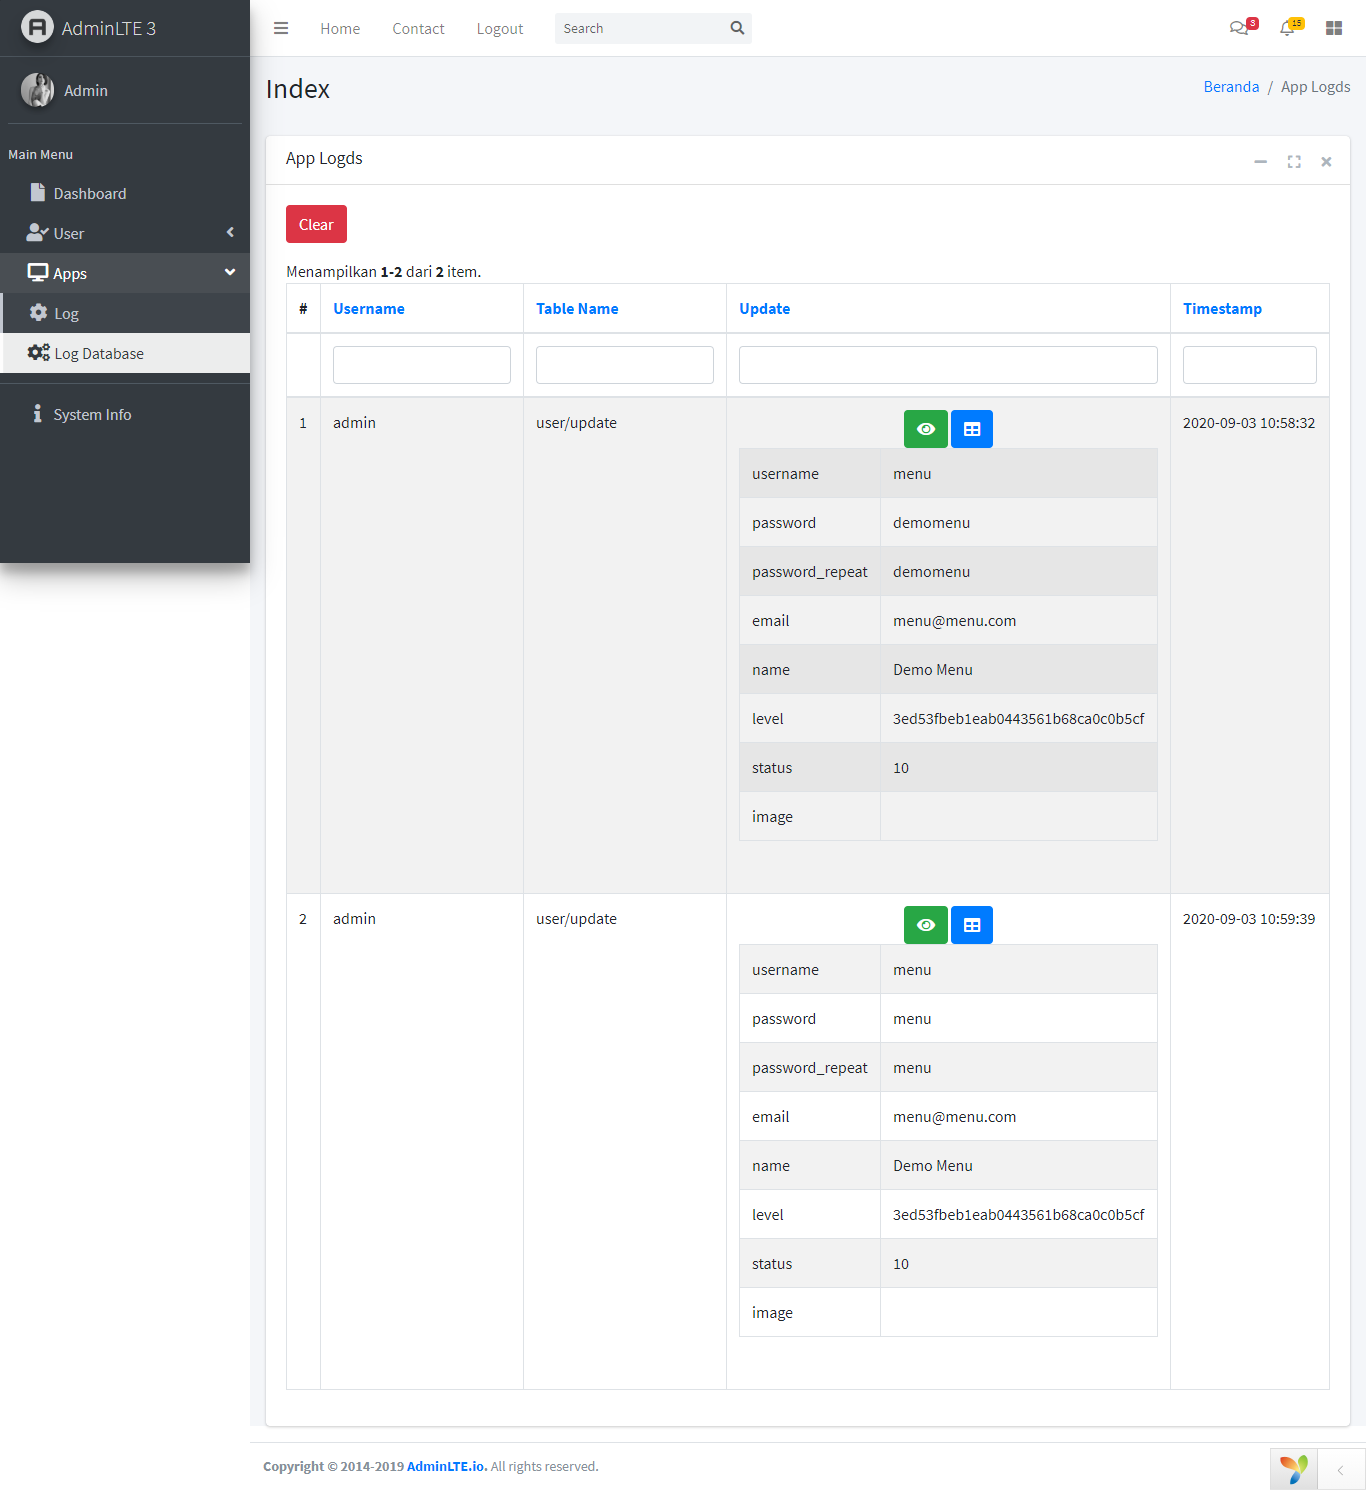 AdminLTE 3
Home Contact Logout Search 3 15
Admin
Index
Beranda / App Logds
Main Menu
Dashboard
User
Apps
Log
Log Database
System Info
App Logds
Clear
Menampilkan 1-2 dari 2 item.
# Username Table Name Update Timestamp
1 admin user/update 2020-09-03 10:58:32
username menu
password demomenu
password_repeat demomenu
email menu@menu.com
name Demo Menu
level 3ed53fbeb1eab0443561b68ca0c0b5cf
status 10
image
2 admin user/update 2020-09-03 10:59:39
username menu
password menu
password_repeat menu
email menu@menu.com
name Demo Menu
level 3ed53fbeb1eab0443561b68ca0c0b5cf
status 10
image
Copyright © 2014-2019 AdminLTE.io. All rights reserved.